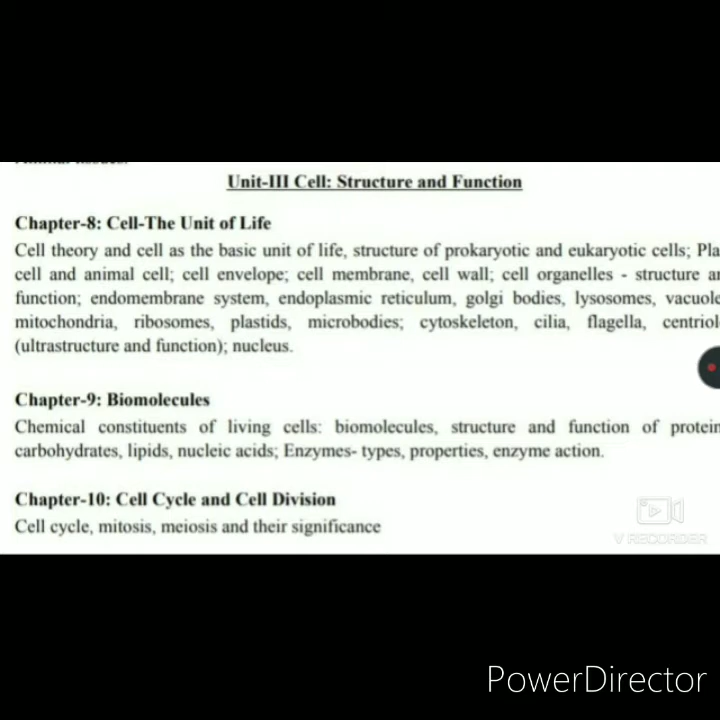 Unit-III Cell: Structure and Function
Chapter-8: Cell-The Unit of Life
Cell theory and cell as the basic unit of life, structure of prokaryotic and eukaryotic cells; Pla
cell and animal cell; cell envelope; cell membrane, cell wall; cell organelles - structure an
function; endomembrane system, endoplasmic reticulum, golgi bodies, lysosomes, vacuole
mitochondria, ribosomes, plastids, microbodies; cytoskeleton, cilia, flagella, centriol
(ultrastructure and function); nucleus.
Chapter-9: Biomolecules
Chemical constituents of living cells: biomolecules, structure and function of protein
carbohydrates, lipids, nucleic acids; Enzymes- types, properties, enzyme action.
Chapter-10: Cell Cycle and Cell Division
Cell cycle, mitosis, meiosis and their significance
V RECORDER
PowerDirector